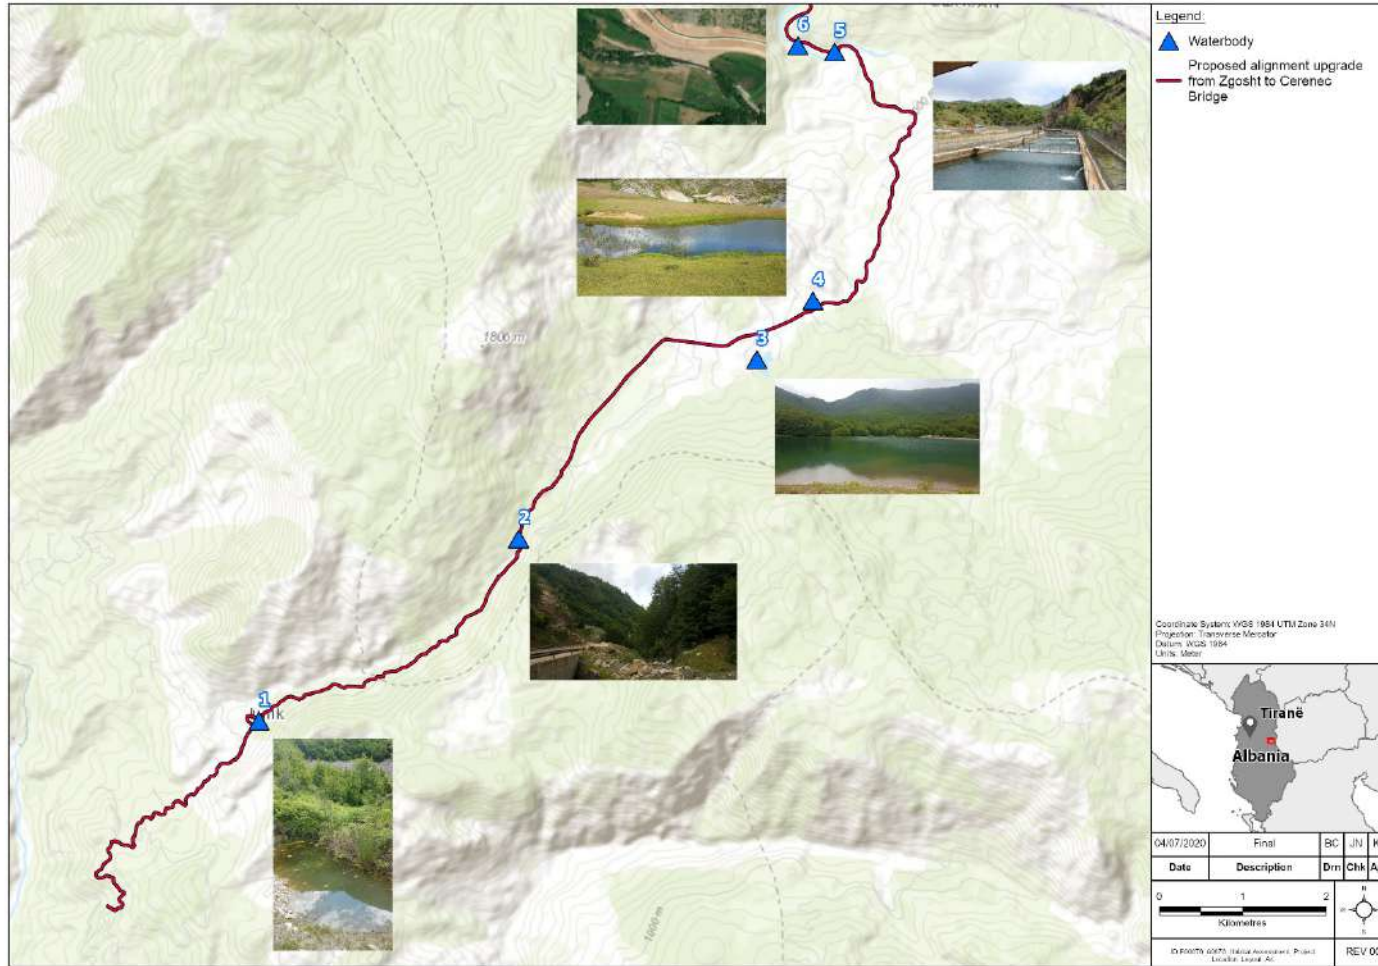 Legend:
Waterbody
Proposed alignment upgrade
from Zgosht to Cerenec
Bridge
6
5
4
3
1800 m
2
1
Coordinate System: WGS 1984 UTM Zone 34N
Projection: Transverse Mercator
Datum: WGS 1984
Units: Meter
Tiranë
Albania
04/07/2020 Final BC JN
Date Description Drn Chk
0 1 2
Kilometres
N
S
REV 00